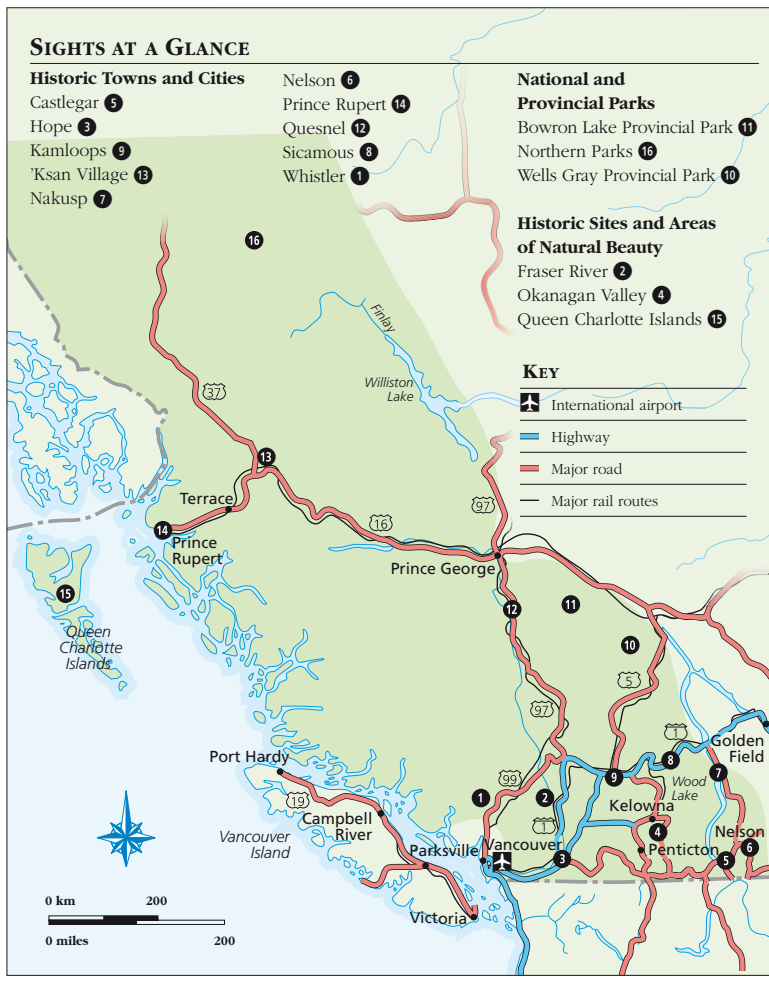 SIGHTS AT A GLANCE
Historic Towns and Cities
Castlegar 5
Hope 3
Kamloops 9
'Ksan Village 13
Nakusp 7
Nelson 6
Prince Rupert 14
Quesnel 12
Sicamous 8
Whistler 1
National and
Provincial Parks
Bowron Lake Provincial Park 11
Northern Parks 16
Wells Gray Provincial Park 10
Historic Sites and Areas
of Natural Beauty
Fraser River 2
Okanagan Valley 4
Queen Charlotte Islands 15
KEY
International airport
Highway
Major road
Major rail routes
16
Finlay
Williston
Lake
37
13
Terrace
97
16
14
Prince
Rupert
Prince George
15
12
11
Queen
Charlotte
Islands
10
5
97
1
Golden
Field
Port Hardy
99
8
9
7
Wood
Lake
19
1
2
Kelowna
Campbell
River
1
4
Nelson
Vancouver
Island
Parksville
Vancouver
3
Penticton
5
6
0 km 200
Victoria
0 miles 200